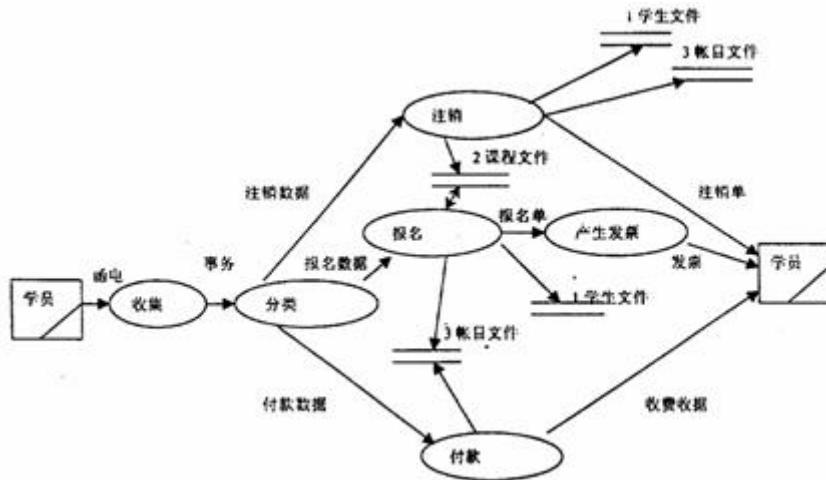 1 学生文件
3 帐目文件
注销
2 课程文件
注销数据
注销单
报名
报名单
产生发票
函电
事务
报名数据
发票
学员
学员
收集
分类
1 学生文件
3 帐目文件
付款数据
收费收据
付款